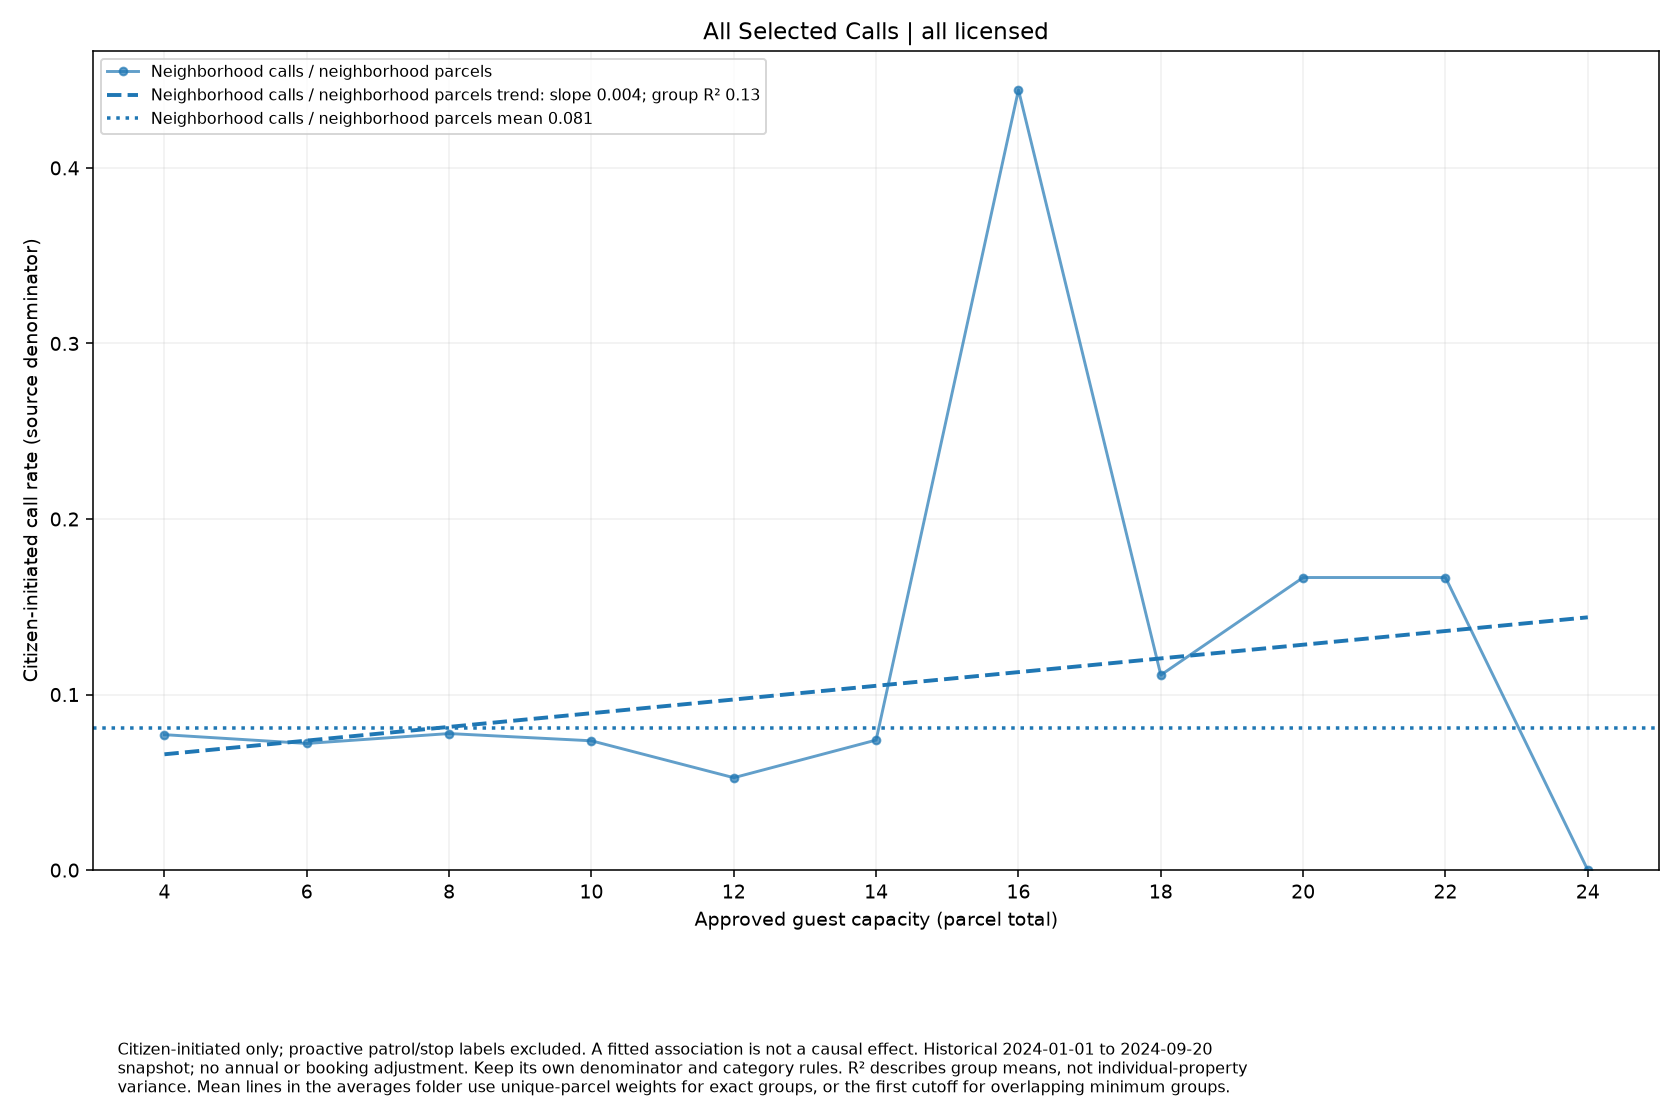 All Selected Calls | all licensed
Neighborhood calls / neighborhood parcels
Neighborhood calls / neighborhood parcels trend: slope 0.004; group R² 0.13
Neighborhood calls / neighborhood parcels mean 0.081
Citizen-initiated call rate (source denominator)
0.4
0.3
0.2
0.1
0.0
4 6 8 10 12 14 16 18 20 22 24
Approved guest capacity (parcel total)
Citizen-initiated only; proactive patrol/stop labels excluded. A fitted association is not a causal effect. Historical 2024-01-01 to 2024-09-20
snapshot; no annual or booking adjustment. Keep its own denominator and category rules. R² describes group means, not individual-property
variance. Mean lines in the averages folder use unique-parcel weights for exact groups, or the first cutoff for overlapping minimum groups.